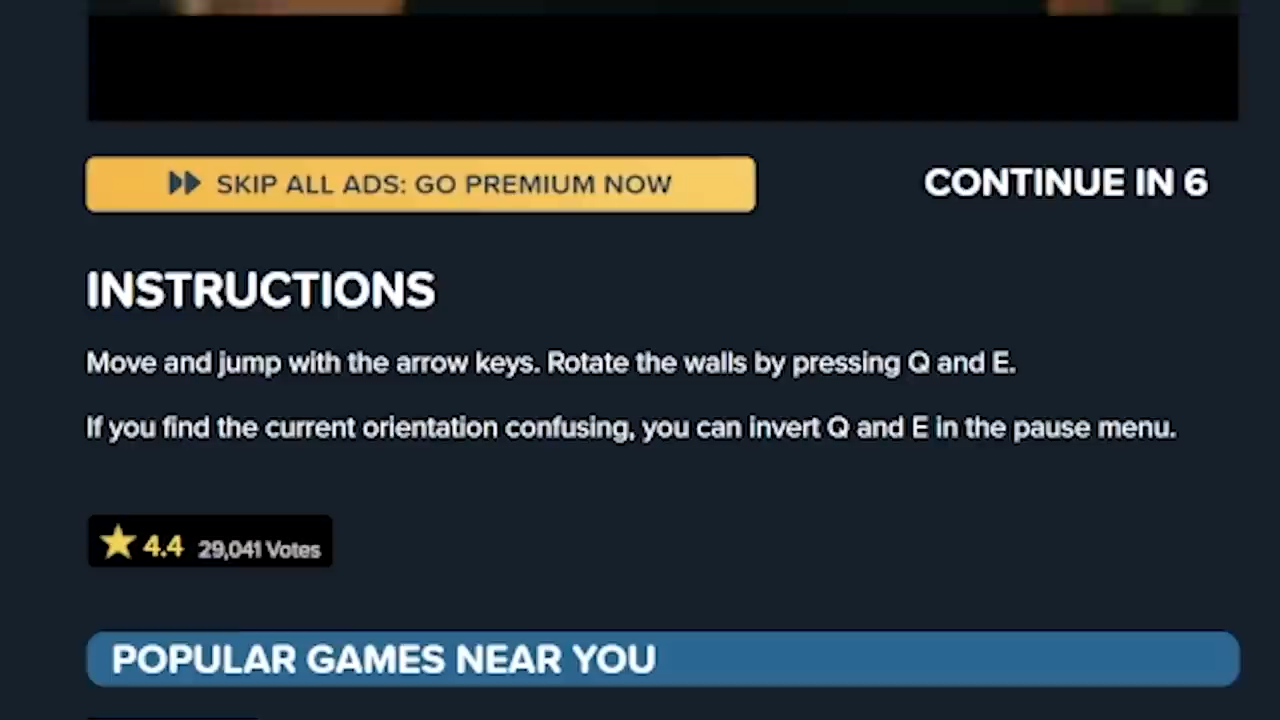 SKIP ALL ADS: GO PREMIUM NOW
CONTINUE IN 6
INSTRUCTIONS
Move and jump with the arrow keys. Rotate the walls by pressing Q and E.
If you find the current orientation confusing, you can invert Q and E in the pause menu.
4.4 29,041 Votes
POPULAR GAMES NEAR YOU